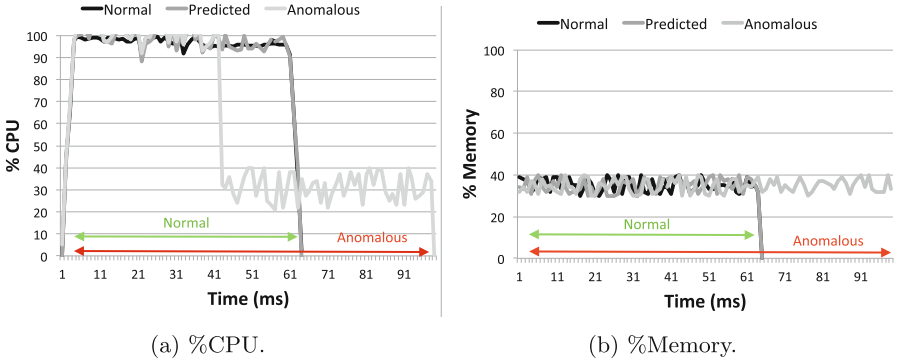 Normal Predicted Anomalous
% CPU
100
90
80
70
60
50
40
30
20
10
0
Normal
Anomalous
1 11 21 31 41 51 61 71 81 91
Time (ms)
(a) %CPU.
Normal Predicted Anomalous
% Memory
100
80
60
40
20
0
Normal
Anomalous
1 11 21 31 41 51 61 71 81 91
Time (ms)
(b) %Memory.